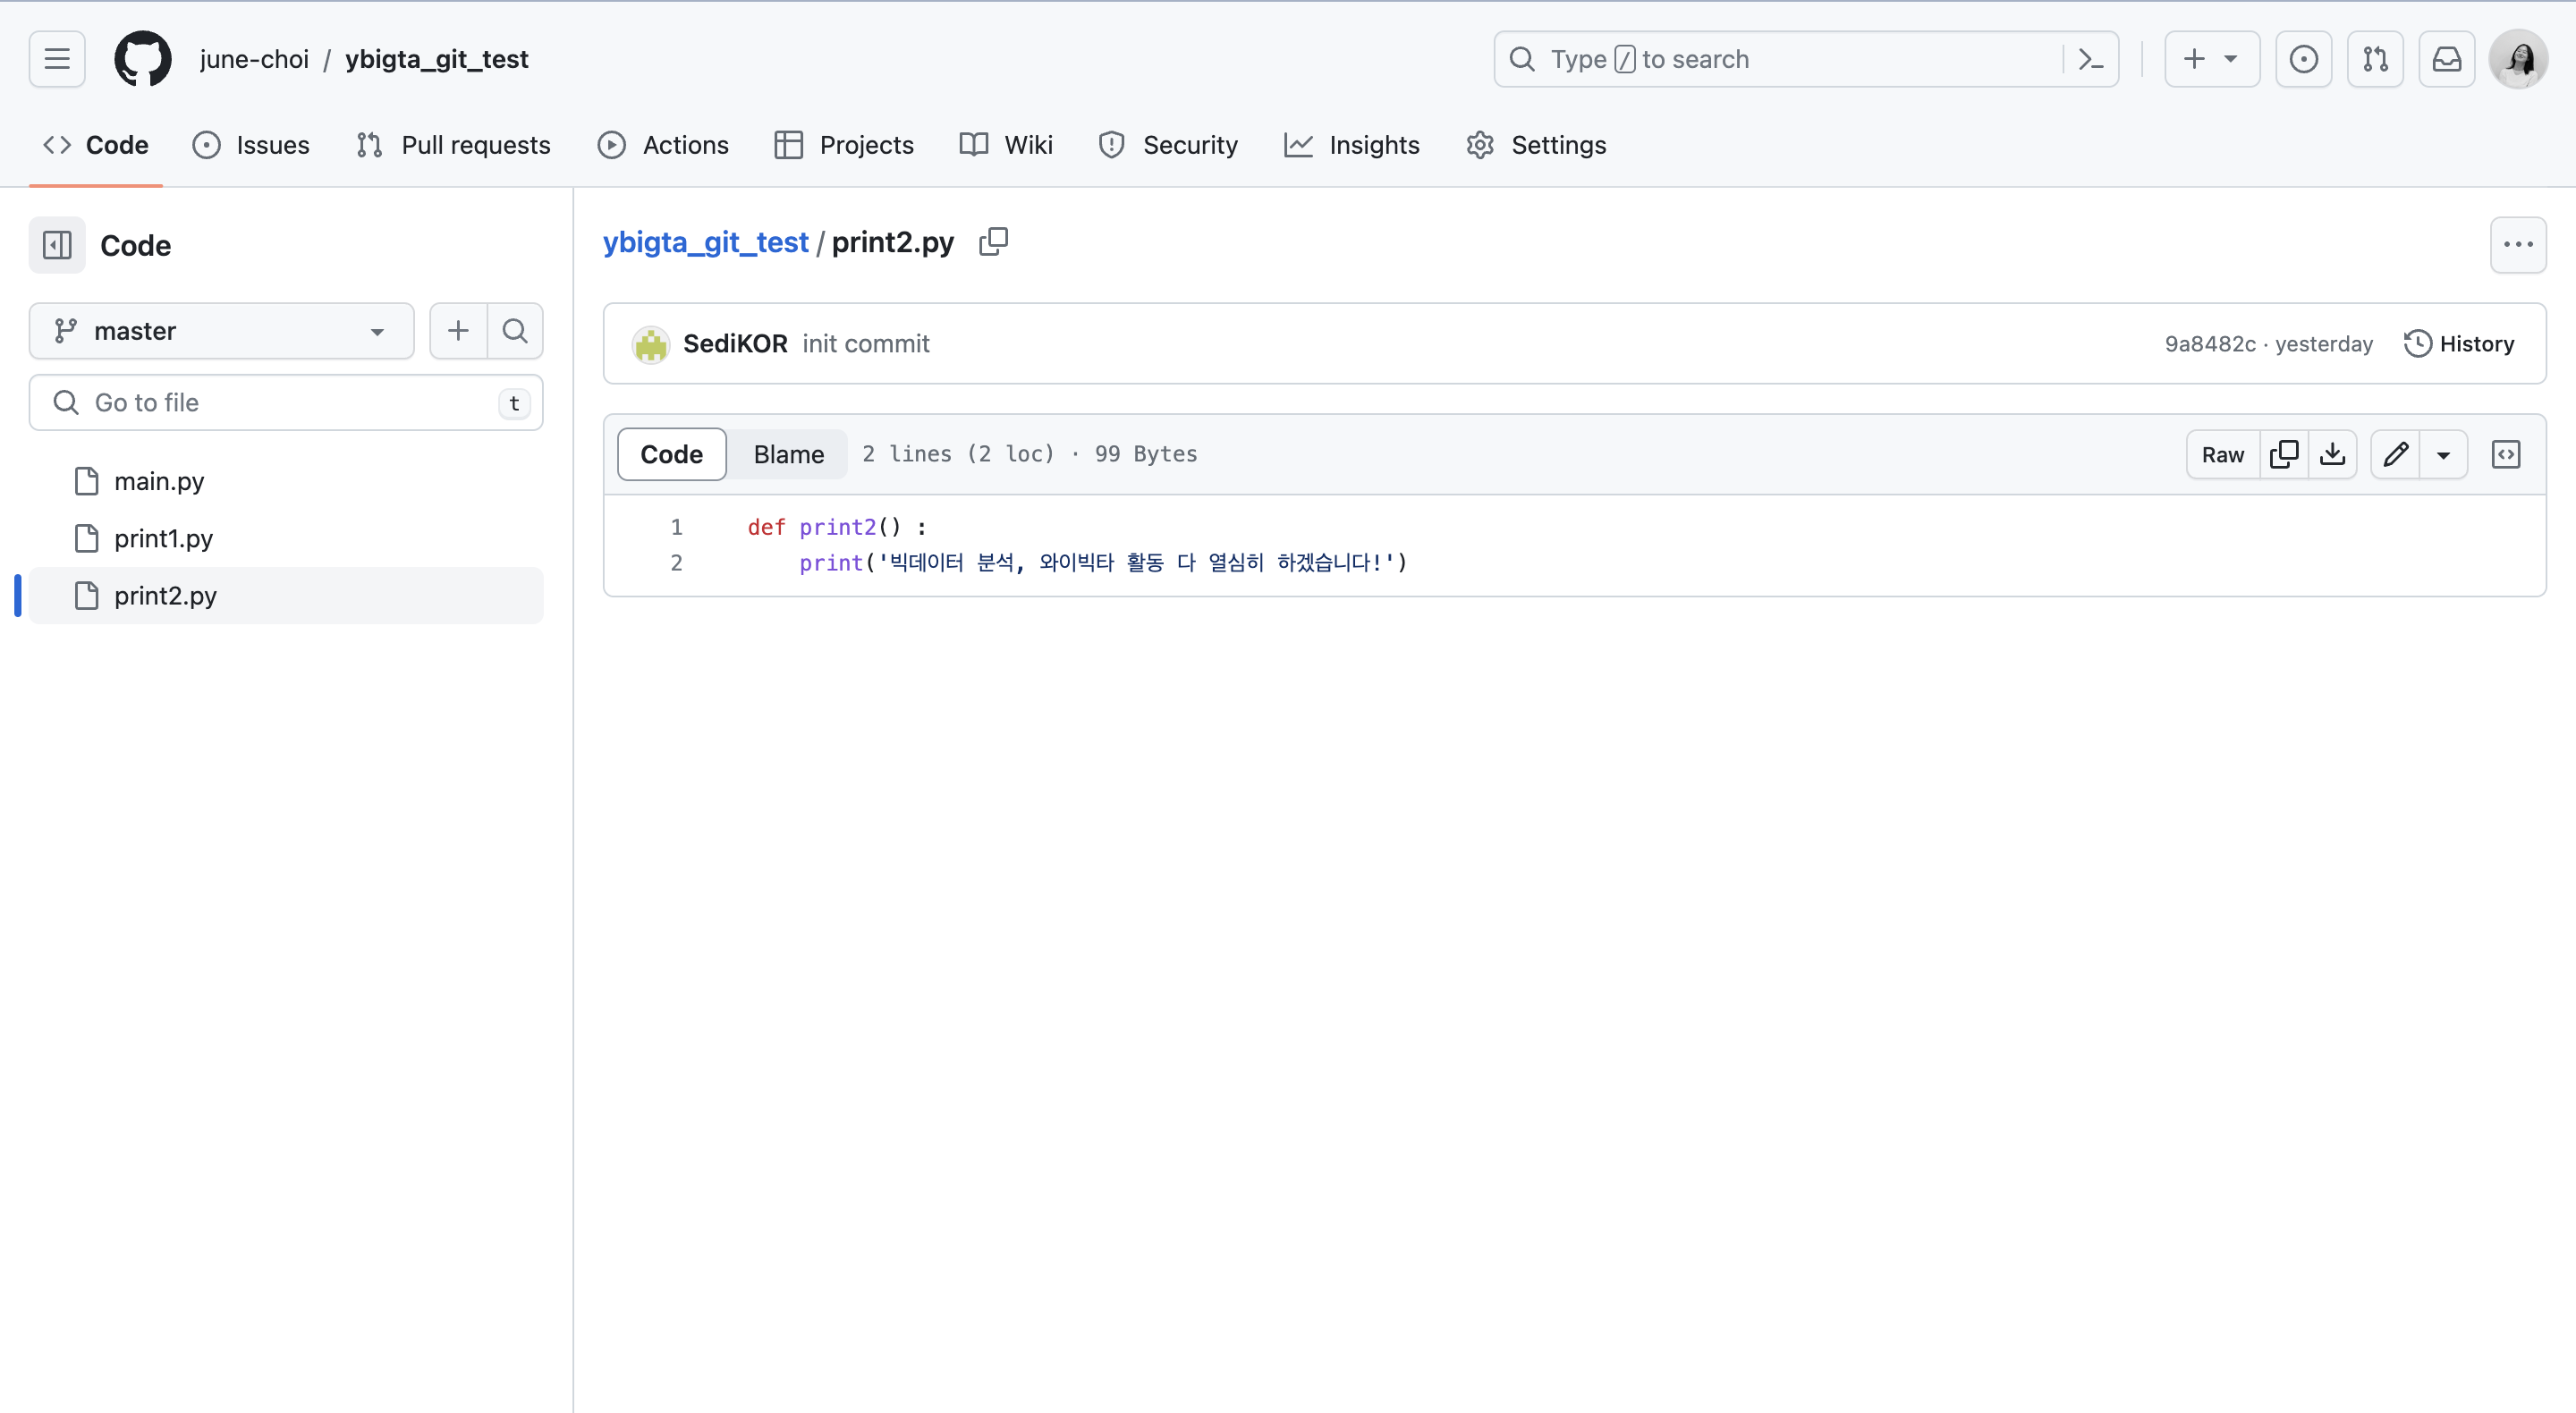 june-choi / ybigta_git_test
Type / to search
Code
Issues
Pull requests
Actions
Projects
Wiki
Security
Insights
Settings
Code
master
Go to file
t
main.py
print1.py
print2.py
ybigta_git_test / print2.py
SediKOR init commit
9a8482c · yesterday
History
Code
Blame
2 lines (2 loc) · 99 Bytes
Raw
1 def print2() :
2 print('빅데이터 분석, 와이빅타 활동 다 열심히 하겠습니다!')